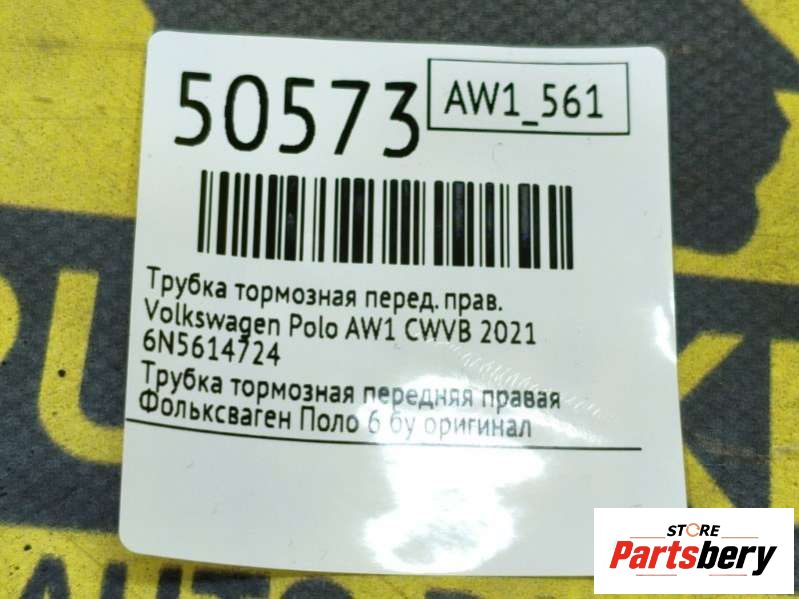 50573
AW1_561
Трубка тормозная перед. прав.
Volkswagen Polo AW1 CWVB 2021
6N5614724
Трубка тормозная передняя правая
Фольксваген Поло 6 бу оригинал
STORE
Partsbery